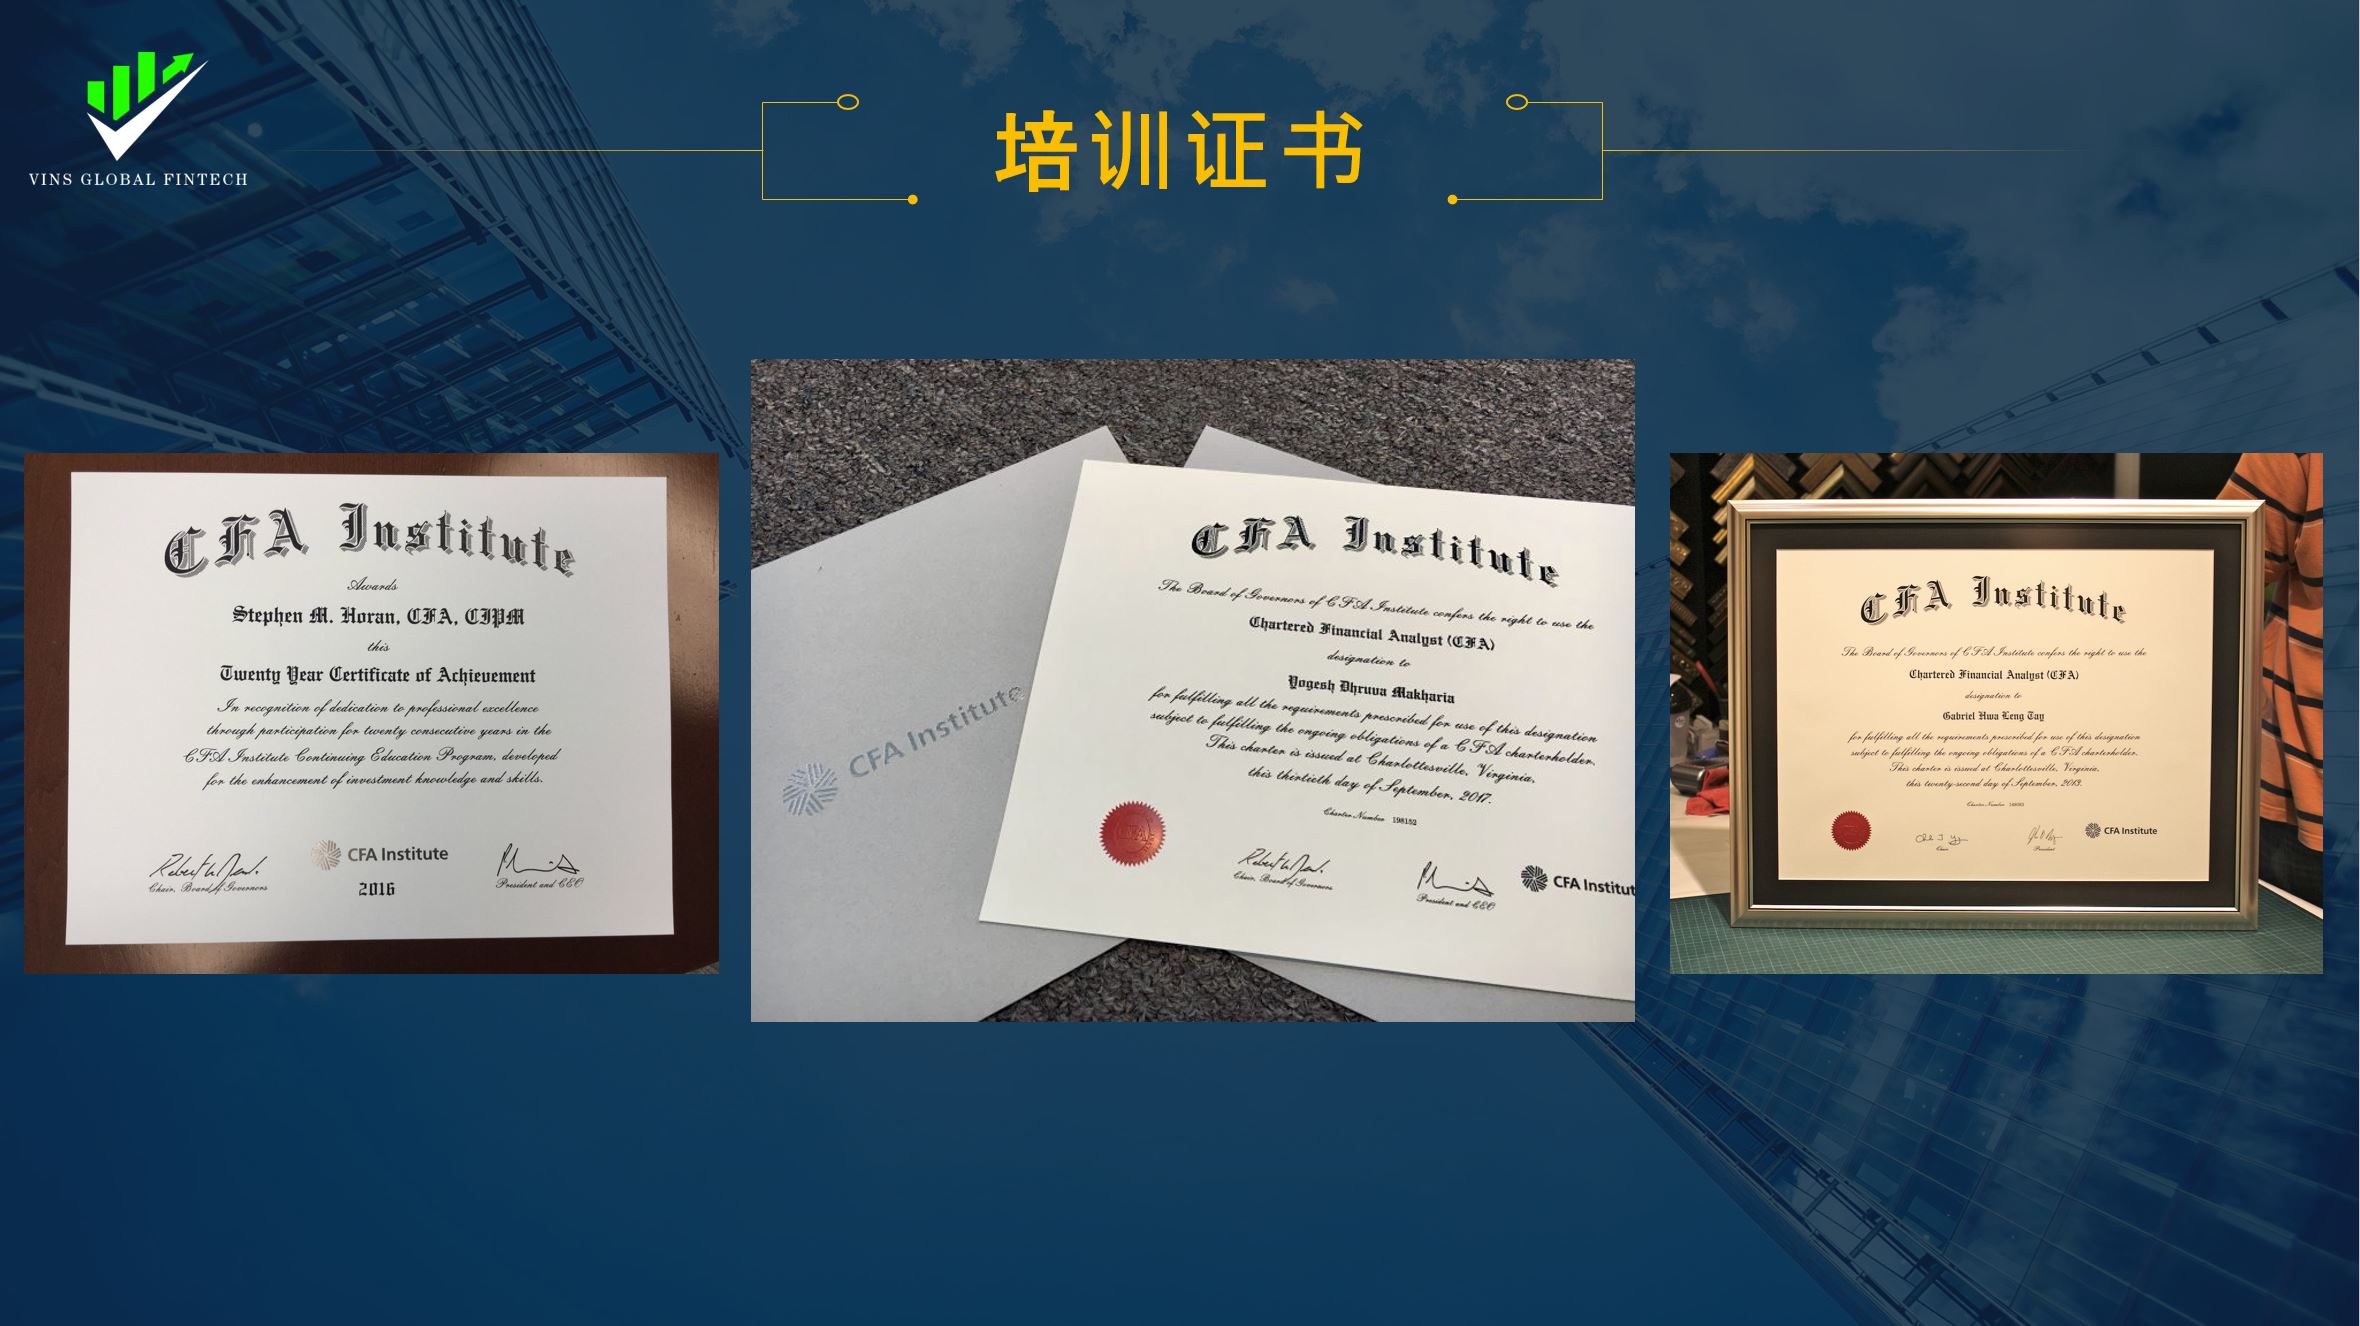 VINS GLOBAL FINTECH
培训证书
CFA Institute
Awards
Stephen M. Horan, CFA, CIPM
this
Twenty Year Certificate of Achievement
In recognition of dedication to professional excellence
through participation for twenty consecutive years in the
CFA Institute Continuing Education Program, developed
for the enhancement of investment knowledge and skills.
Chair, Board of Governors
CFA Institute
2016
President and CEO
CFA Institute
CFA Institute
The Board of Governors of CFA Institute confers the right to use the
Chartered Financial Analyst (CFA)
designation to
Yogesh Dhruva Makharia
for fulfilling all the requirements prescribed for use of this designation
subject to fulfilling the ongoing obligations of a CFA charterholder.
This charter is issued at Charlottesville, Virginia,
this thirtieth day of September, 2017.
Charter Number 198152
Chair, Board of Governors
President and CEO
CFA Institut
CFA Institute
The Board of Governors of CFA Institute confers the right to use the
Chartered Financial Analyst (CFA)
designation to
Gabriel Hwa Leng Tay
for fulfilling all the requirements prescribed for use of this designation
subject to fulfilling the ongoing obligations of a CFA charterholder.
This charter is issued at Charlottesville, Virginia,
this twenty-second day of September, 2013.
Charter Number
Chair
President
CFA Institute